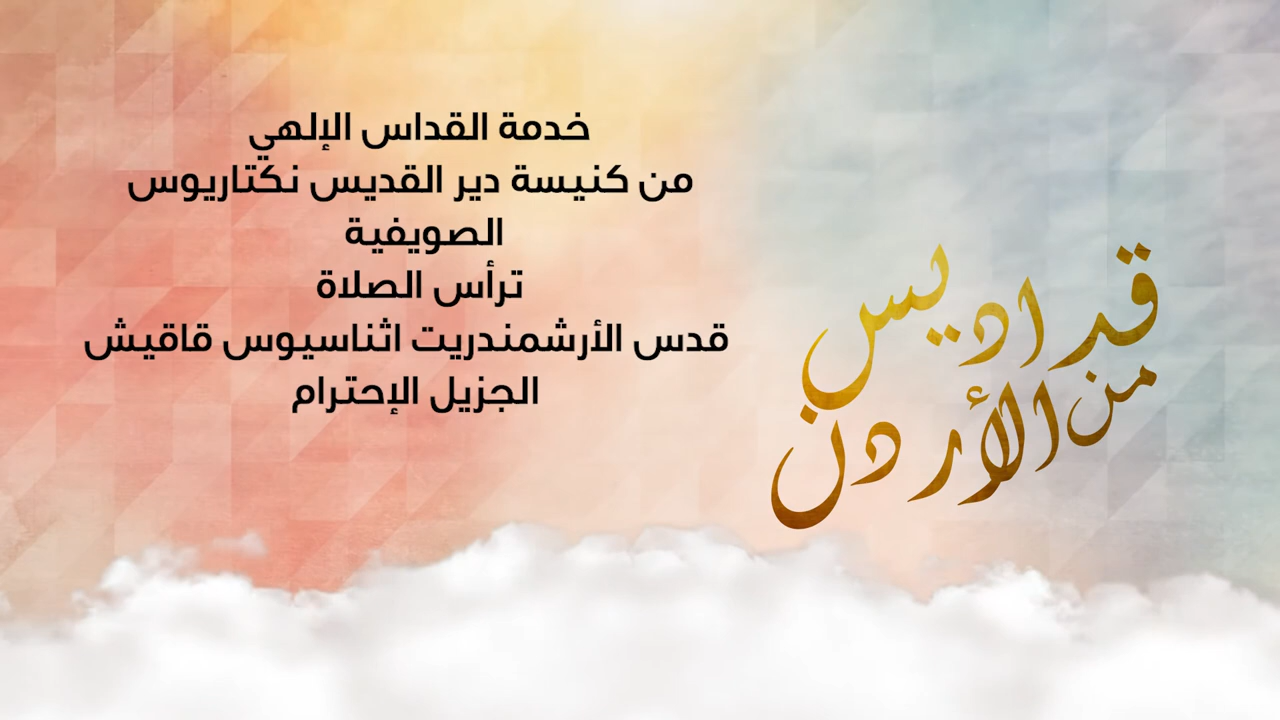 خدمة القداس الإلهي
من كنيسة دير القديس نكتاريوس
الصويفية
ترأس الصلاة
قدس الأرشمندريت اثناسيوس قاقيش
الجزيل الإحترام
قداديس
من الأردن